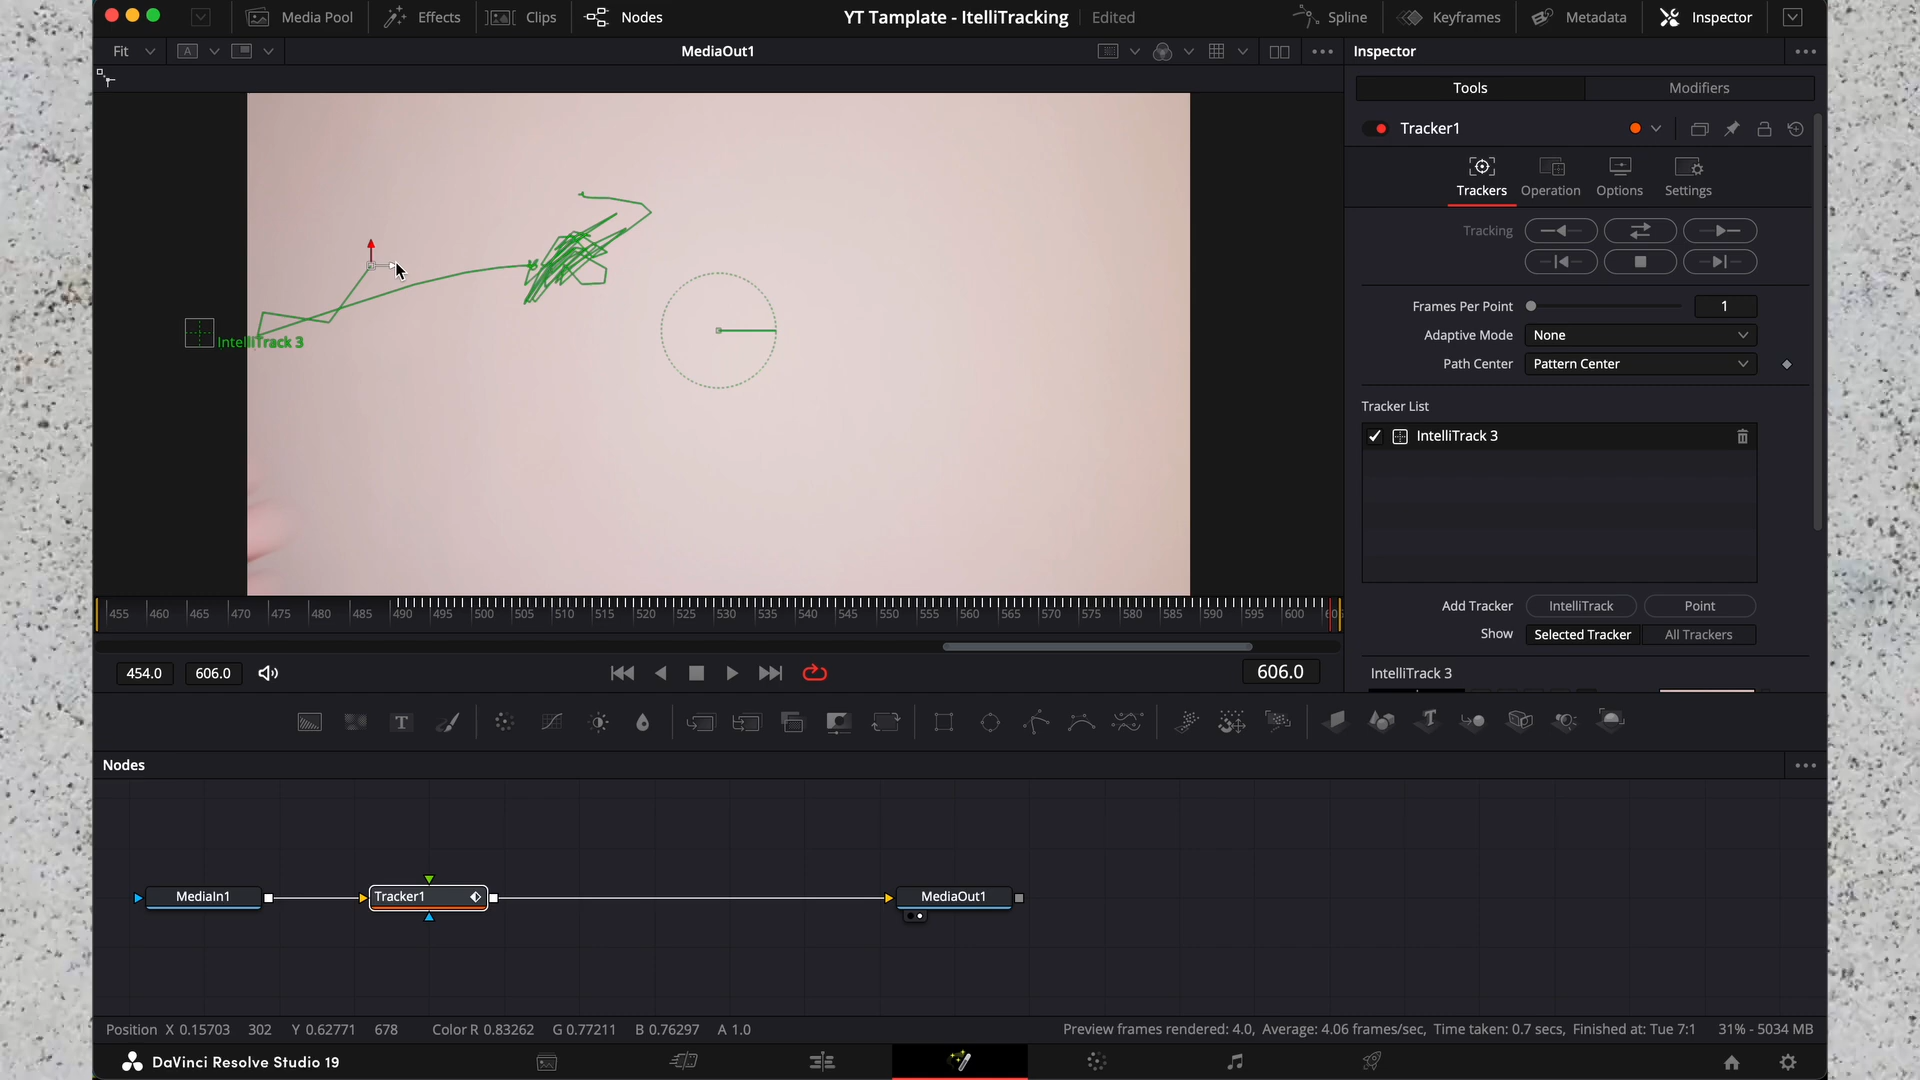 Media Pool Effects Clips Nodes YT Tamplate - ItelliTracking Edited Spline Keyframes Metadata Inspector
Fit A MediaOut1 Inspector
Tools Modifiers
Tracker1
Trackers Operation Options Settings
Tracking
Frames Per Point 1
Adaptive Mode None
Path Center Pattern Center
IntelliTrack 3
Tracker List
IntelliTrack 3
Add Tracker IntelliTrack Point
Show Selected Tracker All Trackers
IntelliTrack 3
455 460 465 470 475 480 485 490 495 500 505 510 515 520 525 530 535 540 545 550 555 560 565 570 575 580 585 590 595 600
454.0 606.0 606.0
Nodes
MediaIn1 Tracker1 MediaOut1
Position X 0.15703 302 Y 0.62771 678 Color R 0.83262 G 0.77211 B 0.76297 A 1.0 Preview frames rendered: 4.0, Average: 4.06 frames/sec, Time taken: 0.7 secs, Finished at: Tue 7:1 31% - 5034 MB
DaVinci Resolve Studio 19